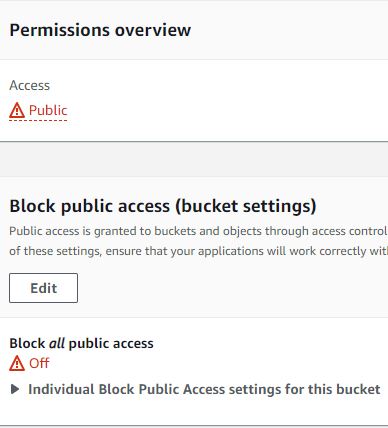 Permissions overview
Access
Public
Block public access (bucket settings)
Public access is granted to buckets and objects through access control
of these settings, ensure that your applications will work correctly wit
Edit
Block all public access
Off
Individual Block Public Access settings for this bucket